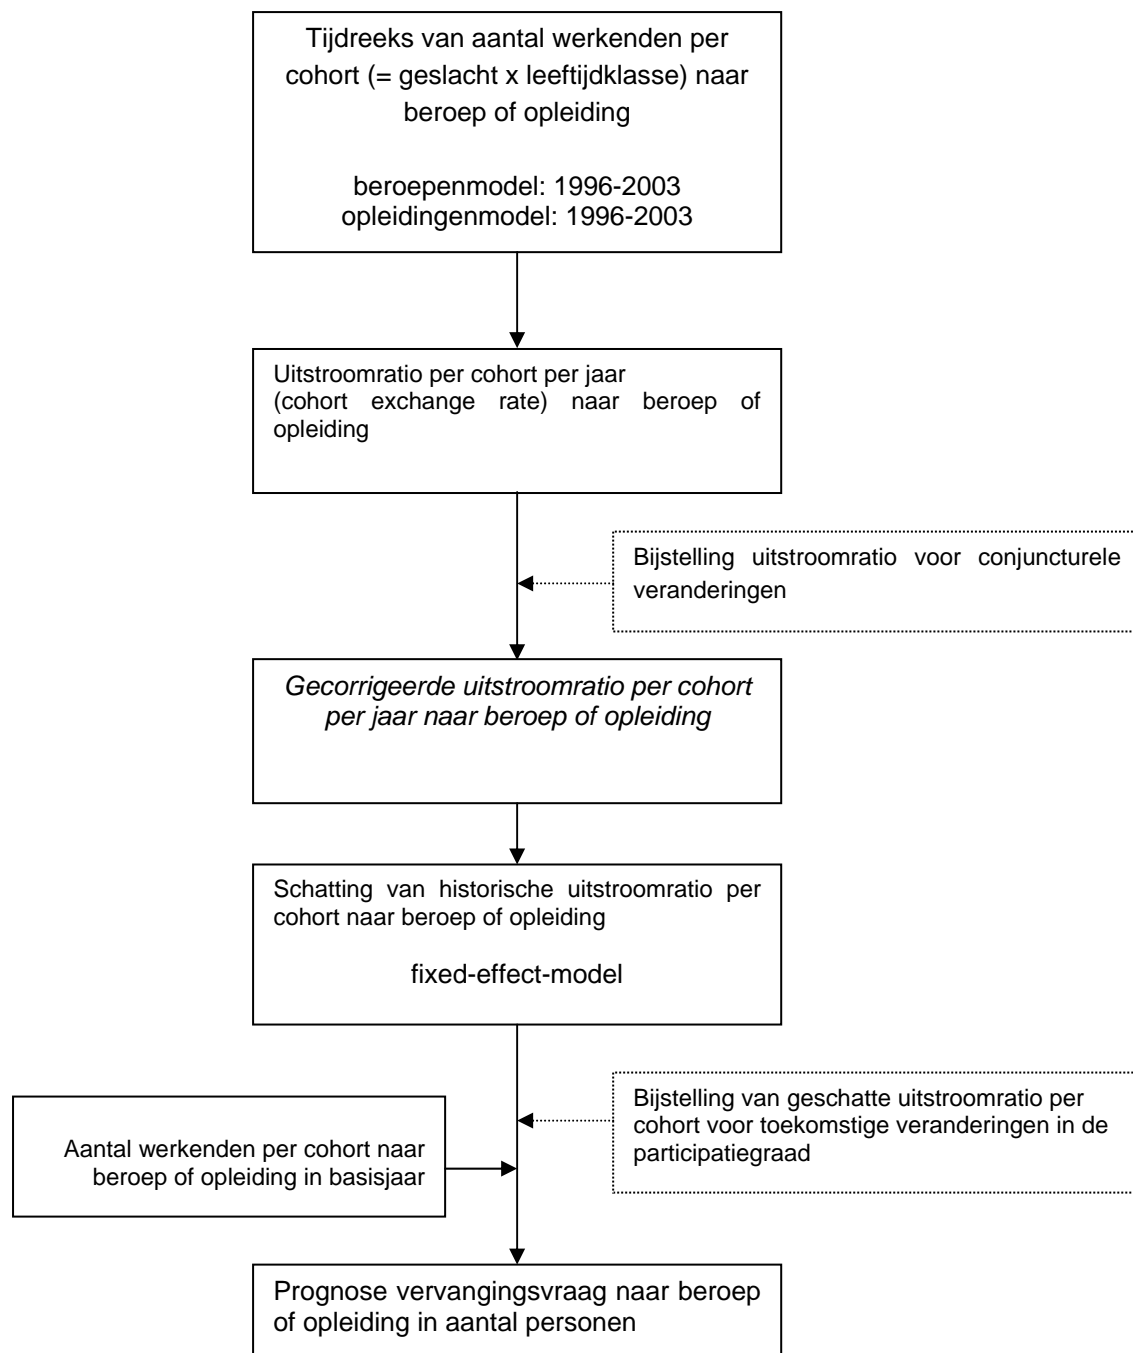 Tijdreeks van aantal werkenden per
cohort (= geslacht x leeftijdklasse) naar
beroep of opleiding
beroepenmodel: 1996-2003
opleidingenmodel: 1996-2003
Uitstroomratio per cohort per jaar
(cohort exchange rate) naar beroep of
opleiding
Bijstelling uitstroomratio voor conjuncturele
veranderingen
Gecorrigeerde uitstroomratio per cohort
per jaar naar beroep of opleiding
Schatting van historische uitstroomratio per
cohort naar beroep of opleiding
fixed-effect-model
Bijstelling van geschatte uitstroomratio per
cohort voor toekomstige veranderingen in de
participatiegraad
Aantal werkenden per cohort naar
beroep of opleiding in basisjaar
Prognose vervangingsvraag naar beroep
of opleiding in aantal personen